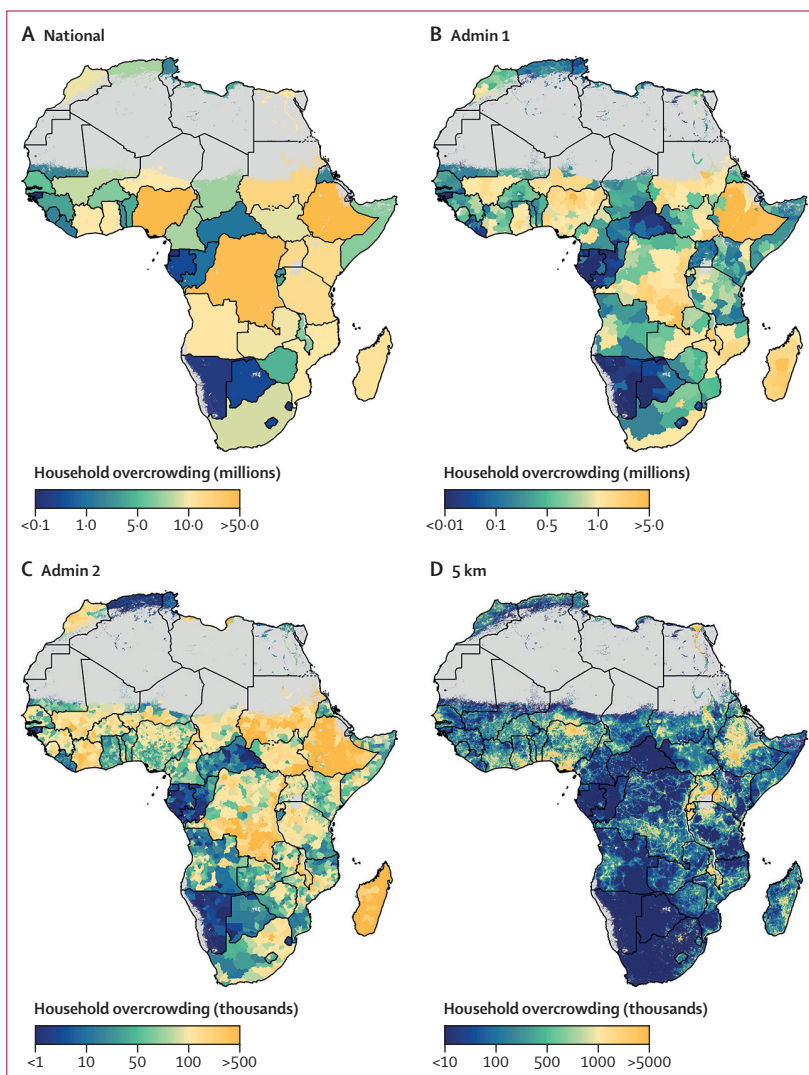 A National
B Admin 1
Household overcrowding (millions)
<0·1 1·0 5·0 10·0 >50·0
Household overcrowding (millions)
<0·01 0·1 0·5 1·0 >5·0
C Admin 2
D 5 km
Household overcrowding (thousands)
<1 10 50 100 >500
Household overcrowding (thousands)
<10 100 500 1000 >5000